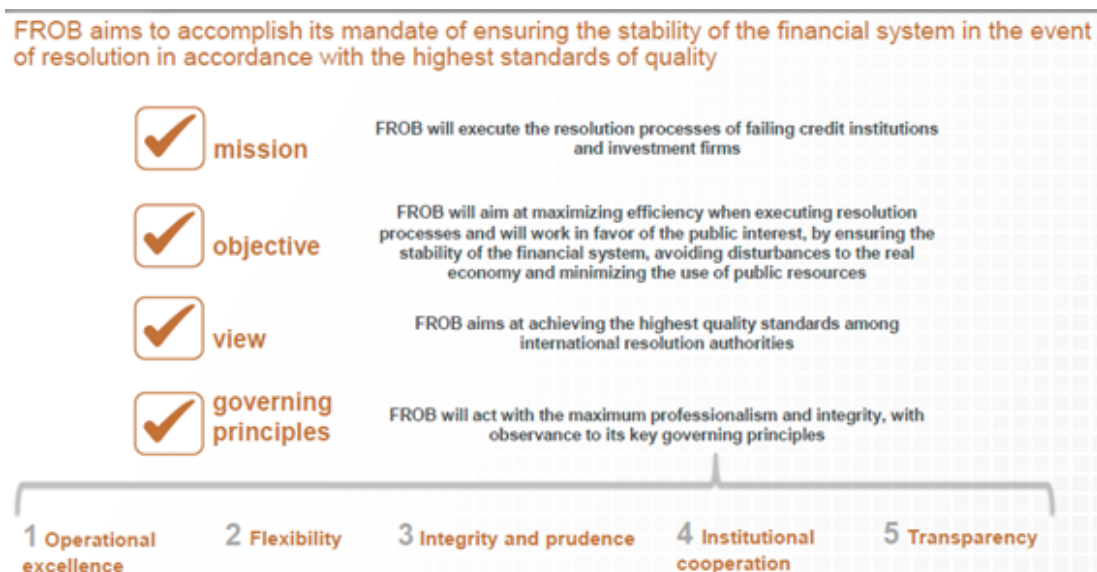 FROB aims to accomplish its mandate of ensuring the stability of the financial system in the event
of resolution in accordance with the highest standards of quality
mission
FROB will execute the resolution processes of failing credit institutions
and investment firms
objective
FROB will aim at maximizing efficiency when executing resolution
processes and will work in favor of the public interest, by ensuring the
stability of the financial system, avoiding disturbances to the real
economy and minimizing the use of public resources
view
FROB aims at achieving the highest quality standards among
international resolution authorities
governing
principles
FROB will act with the maximum professionalism and integrity, with
observance to its key governing principles
1 Operational
excellence
2 Flexibility
3 Integrity and prudence
4 Institutional
cooperation
5 Transparency